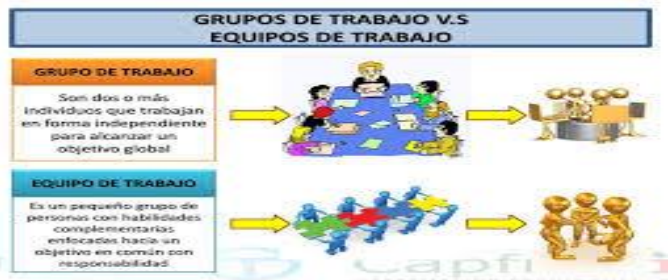 GRUPOS DE TRABAJO V.S
EQUIPOS DE TRABAJO
GRUPO DE TRABAJO
Son dos o más
individuos que trabajan
en forma independiente
para alcanzar un
objetivo global
EQUIPO DE TRABAJO
Es un pequeño grupo de
personas con habilidades
complementarias
enfocadas hacia un
objetivo en común con
responsabilidad